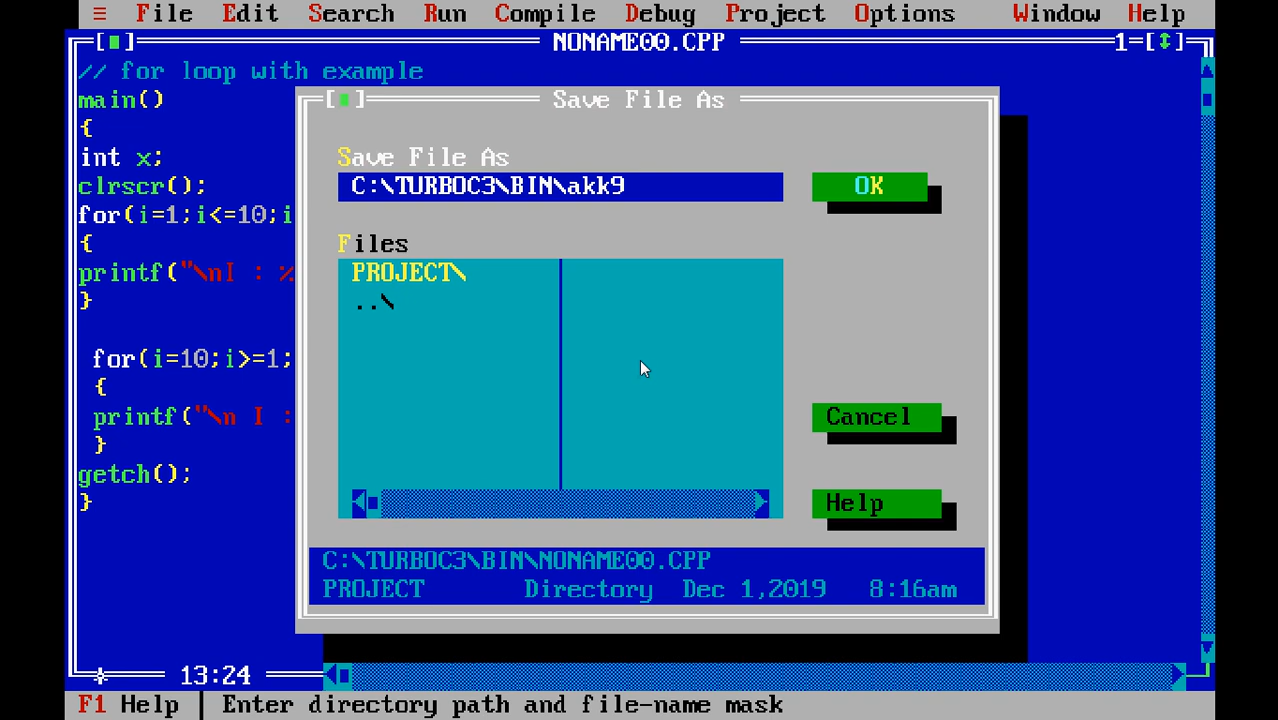 ≡ File Edit Search Run Compile Debug Project Options Window Help
[■] NONAME00.CPP 1=[↕]
// for loop with example
main()
{
int x;
clrscr();
for(i=1;i<=10;i
{
printf("\nI : %
}
for(i=10;i>=1;
{
printf("\n I :
}
getch();
}
[■] Save File As
Save File As
C:\TURBOC3\BIN\akk9
OK
Files
PROJECT\
..\
Cancel
Help
C:\TURBOC3\BIN\NONAME00.CPP
PROJECT Directory Dec 1,2019 8:16am
13:24
F1 Help │ Enter directory path and file-name mask